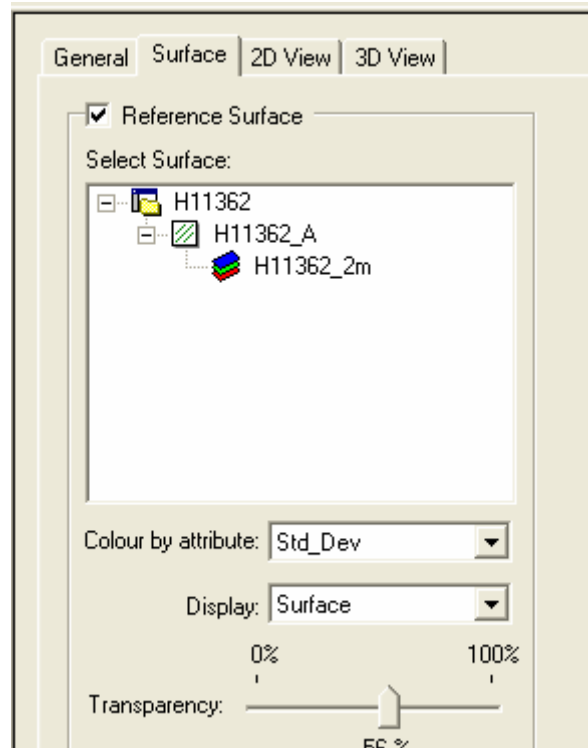 General Surface 2D View 3D View
Reference Surface
Select Surface:
H11362
H11362_A
H11362_2m
Colour by attribute: Std_Dev
Display: Surface
0% 100%
Transparency:
56 %